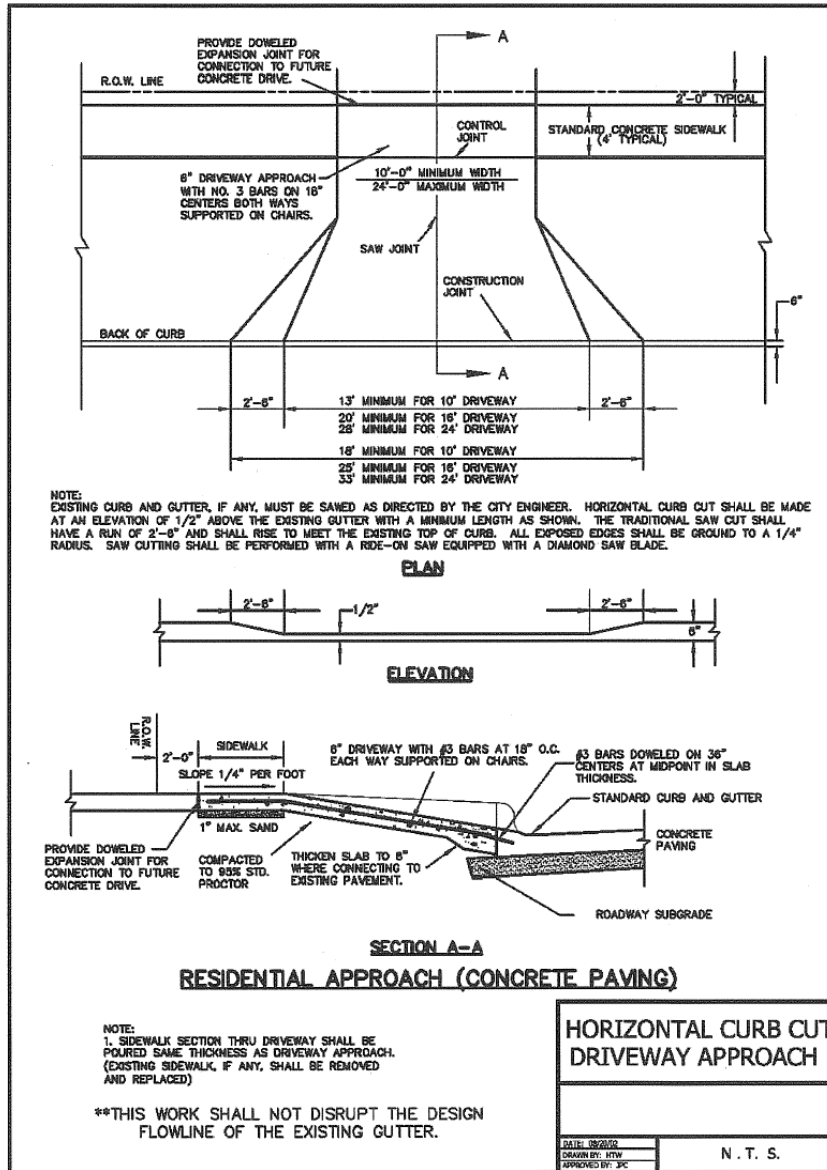 PROVIDE DOWELED
EXPANSION JOINT FOR
CONNECTION TO FUTURE
CONCRETE DRIVE.
A
R.O.W. LINE
2'-0" TYPICAL
CONTROL
JOINT
STANDARD CONCRETE SIDEWALK
(4' TYPICAL)
6" DRIVEWAY APPROACH
WITH NO. 3 BARS ON 18"
CENTERS BOTH WAYS
SUPPORTED ON CHAIRS.
10'-0" MINIMUM WIDTH
24'-0" MAXIMUM WIDTH
SAW JOINT
CONSTRUCTION
JOINT
6"
BACK OF CURB
A
2'-6"
13' MINIMUM FOR 10' DRIVEWAY
20' MINIMUM FOR 16' DRIVEWAY
28' MINIMUM FOR 24' DRIVEWAY
2'-6"
18' MINIMUM FOR 10' DRIVEWAY
25' MINIMUM FOR 16' DRIVEWAY
33' MINIMUM FOR 24' DRIVEWAY
NOTE:
EXISTING CURB AND GUTTER, IF ANY, MUST BE SAWED AS DIRECTED BY THE CITY ENGINEER. HORIZONTAL CURB CUT SHALL BE MADE
AT AN ELEVATION OF 1/2" ABOVE THE EXISTING GUTTER WITH A MINIMUM LENGTH AS SHOWN. THE TRADITIONAL SAW CUT SHALL
HAVE A RUN OF 2'-6" AND SHALL RISE TO MEET THE EXISTING TOP OF CURB. ALL EXPOSED EDGES SHALL BE GROUND TO A 1/4"
RADIUS. SAW CUTTING SHALL BE PERFORMED WITH A RIDE-ON SAW EQUIPPED WITH A DIAMOND SAW BLADE.
PLAN
2'-6"
1/2"
2'-6"
6"
ELEVATION
R.O.W.
LINE
2'-0"
SIDEWALK
SLOPE 1/4" PER FOOT
6" DRIVEWAY WITH #3 BARS AT 18" O.C.
EACH WAY SUPPORTED ON CHAIRS.
#3 BARS DOWELED ON 36"
CENTERS AT MIDPOINT IN SLAB
THICKNESS.
STANDARD CURB AND GUTTER
1" MAX. SAND
CONCRETE
PAVING
PROVIDE DOWELED
EXPANSION JOINT FOR
CONNECTION TO FUTURE
CONCRETE DRIVE.
COMPACTED
TO 95% STD.
PROCTOR
THICKEN SLAB TO 8"
WHERE CONNECTING TO
EXISTING PAVEMENT.
ROADWAY SUBGRADE
SECTION A-A
RESIDENTIAL APPROACH (CONCRETE PAVING)
NOTE:
1. SIDEWALK SECTION THRU DRIVEWAY SHALL BE
POURED SAME THICKNESS AS DRIVEWAY APPROACH.
(EXISTING SIDEWALK, IF ANY, SHALL BE REMOVED
AND REPLACED)
**THIS WORK SHALL NOT DISRUPT THE DESIGN
FLOWLINE OF THE EXISTING GUTTER.
HORIZONTAL CURB CUT
DRIVEWAY APPROACH
DATE:
DRAWN BY: HTW
APPROVED BY: JPC
N.T.S.